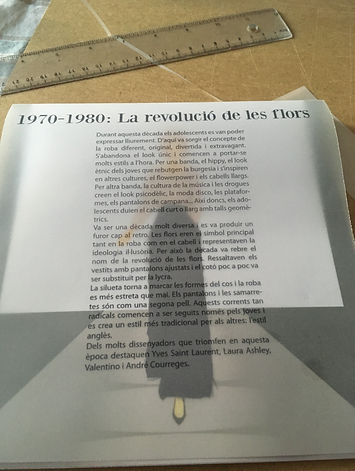 1970-1980: La revolució de les flors
Durant aquesta dècada els adolescents es van poder
expressar lliurement. D'aquí va sorgir el concepte de
la roba diferent, original, divertida i extravagant.
S'abandona el look únic i comencen a portar-se
molts estils a l'hora. Per una banda, el hippy, el look
ètnic dels joves que rebutgen la burgesia i s'inspiren
en altres cultures, el flowerpower i els cabells llargs.
Per altra banda, la cultura de la música i les drogues
creen el look psicodèlic, la moda disco, les platafor-
mes, els pantalons de campana... Així doncs, els ado-
lescents duien el cabell curt o llarg amb talls geomè-
trics.
Va ser una dècada molt diversa i es va produir un
furor cap al retro. Les flors eren el símbol principal
tant en la roba com en el cabell i representaven la
ideologia il·lusòria. Per això la dècada va rebre el
nom de la revolució de les flors. Ressaltaven els
vestits amb pantalons ajustats i el cotó poc a poc va
ser substituït per la lycra.
La silueta torna a marcar les formes del cos i la roba
es més estreta que mai. Els pantalons i les samarre-
tes són com una segona pell. Aquests corrents tan
radicals comencen a ser seguits només pels joves i
es crea un estil més tradicional per als altres: l'estil
anglès.
Dels molts dissenyadors que triomfen en aquesta
època destaquen Yves Saint Laurent, Laura Ashley,
Valentino i André Courreges.